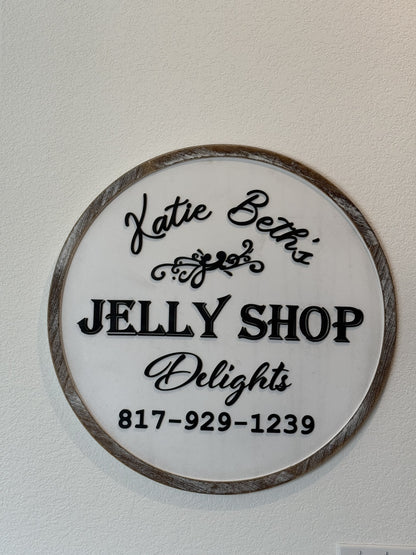 Katie Beth's
JELLY SHOP
Delights
817-929-1239